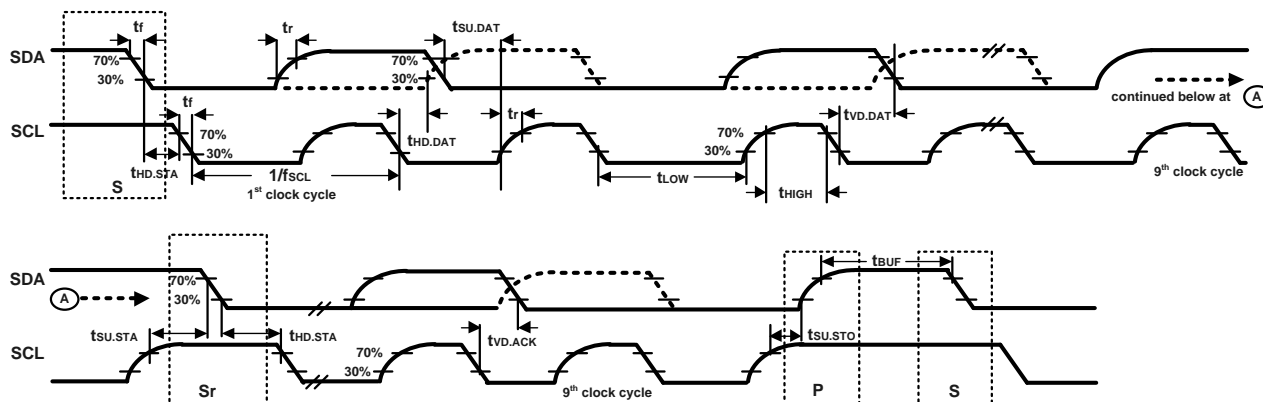 tf tr tSU.DAT
SDA 70% 30% 70% 30%
continued below at A
tf tHD.DAT tr tVD.DAT
SCL 70% 30% 70% 30%
tHD.STA 1/fSCL tLOW tHIGH
S 1st clock cycle 9th clock cycle
tBUF
SDA 70% 30%
A
tSU.STA tHD.STA tVD.ACK tSU.STO
SCL 70% 30%
Sr 9th clock cycle P S